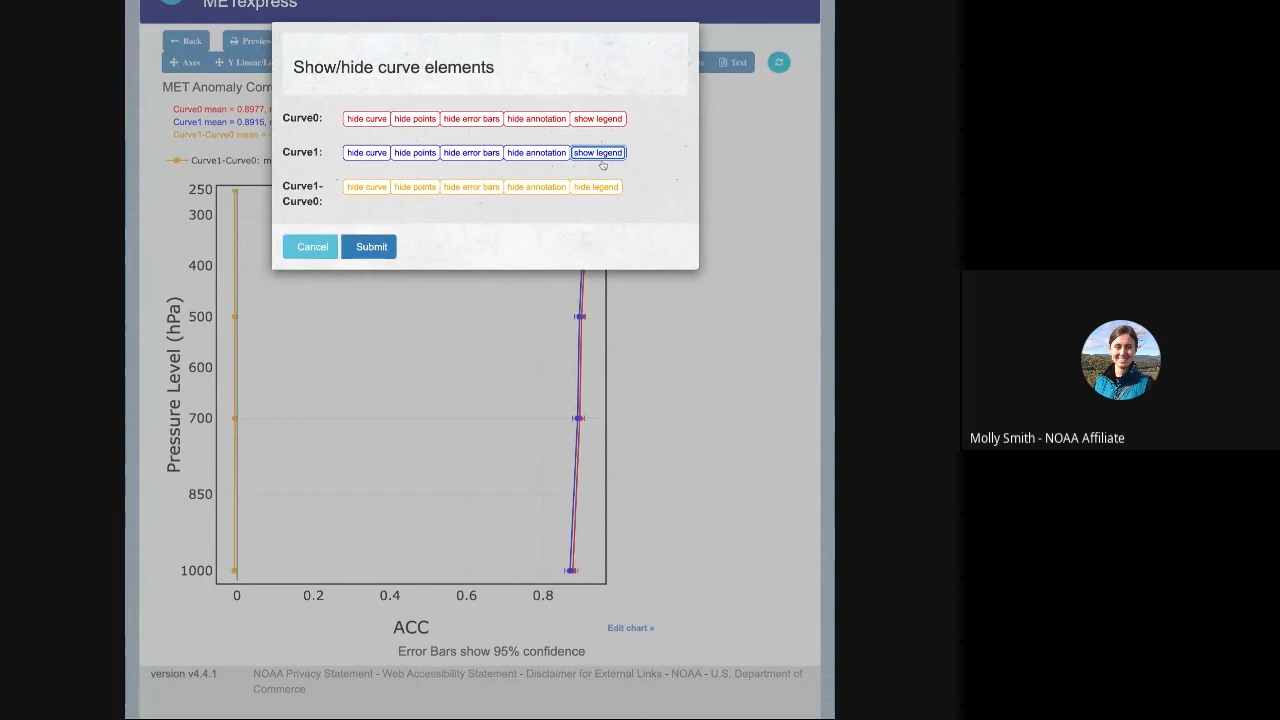 METexpress
Back
Preview
Axes
Y Linear/Lo
Text
MET Anomaly Corr
Curve0 mean = 0.8977,
Curve1 mean = 0.8915,
Curve1-Curve0 mean =
Curve1-Curve0: m
Show/hide curve elements
Curve0: hide curve hide points hide error bars hide annotation show legend
Curve1: hide curve hide points hide error bars hide annotation show legend
Curve1-Curve0: hide curve hide points hide error bars hide annotation hide legend
Cancel Submit
250
300
400
500
600
700
850
1000
Pressure Level (hPa)
0 0.2 0.4 0.6 0.8
ACC
Edit chart »
Error Bars show 95% confidence
version v4.4.1
NOAA Privacy Statement - Web Accessibility Statement - Disclaimer for External Links - NOAA - U.S. Department of
Commerce
Molly Smith - NOAA Affiliate